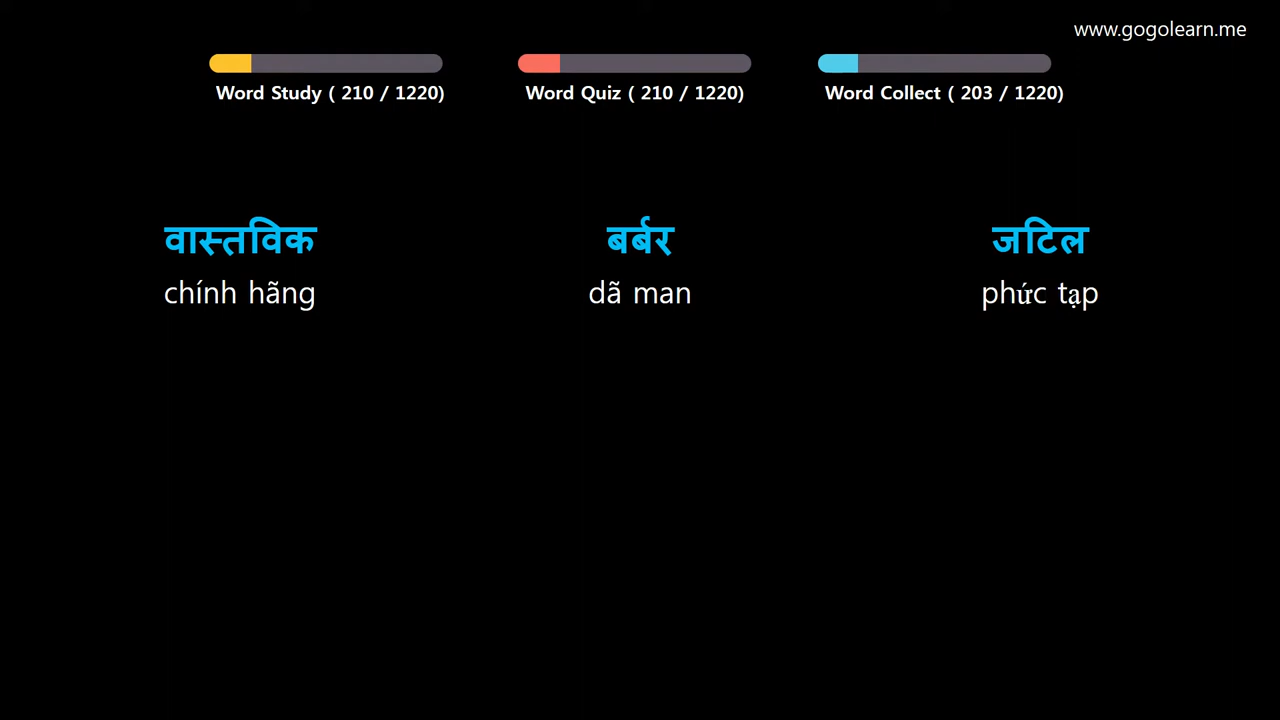 www.gogolearn.me
Word Study ( 210 / 1220)
Word Quiz ( 210 / 1220)
Word Collect ( 203 / 1220)
वास्तविक
chính hãng
बर्बर
dã man
जटिल
phức tạp